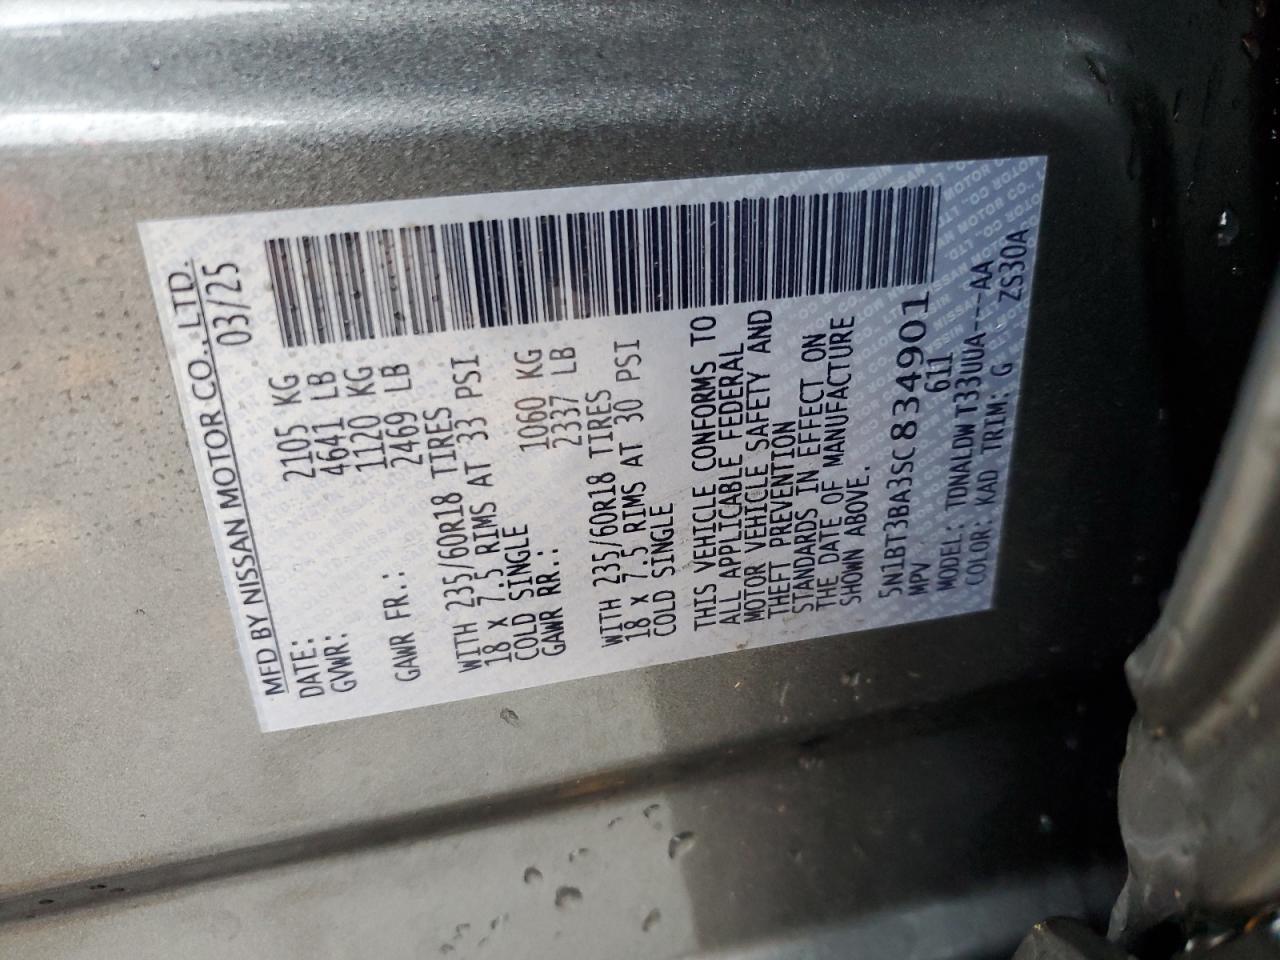 MFD BY NISSAN MOTOR CO., LTD.
DATE: 03/25
GVWR: 2105 KG
4641 LB
GAWR FR.: 1120 KG
2469 LB
WITH 235/60R18 TIRES
18 X 7.5 RIMS AT 33 PSI
COLD SINGLE
GAWR RR.: 1060 KG
2337 LB
WITH 235/60R18 TIRES
18 X 7.5 RIMS AT 30 PSI
COLD SINGLE
THIS VEHICLE CONFORMS TO
ALL APPLICABLE FEDERAL
MOTOR VEHICLE SAFETY AND
THEFT PREVENTION
STANDARDS IN EFFECT ON
THE DATE OF MANUFACTURE
SHOWN ABOVE.
5N1BT3BA3SC834901
MPV 611
MODEL: TDNALDW T33UUA---AA
COLOR: KAD TRIM: G ZS30A